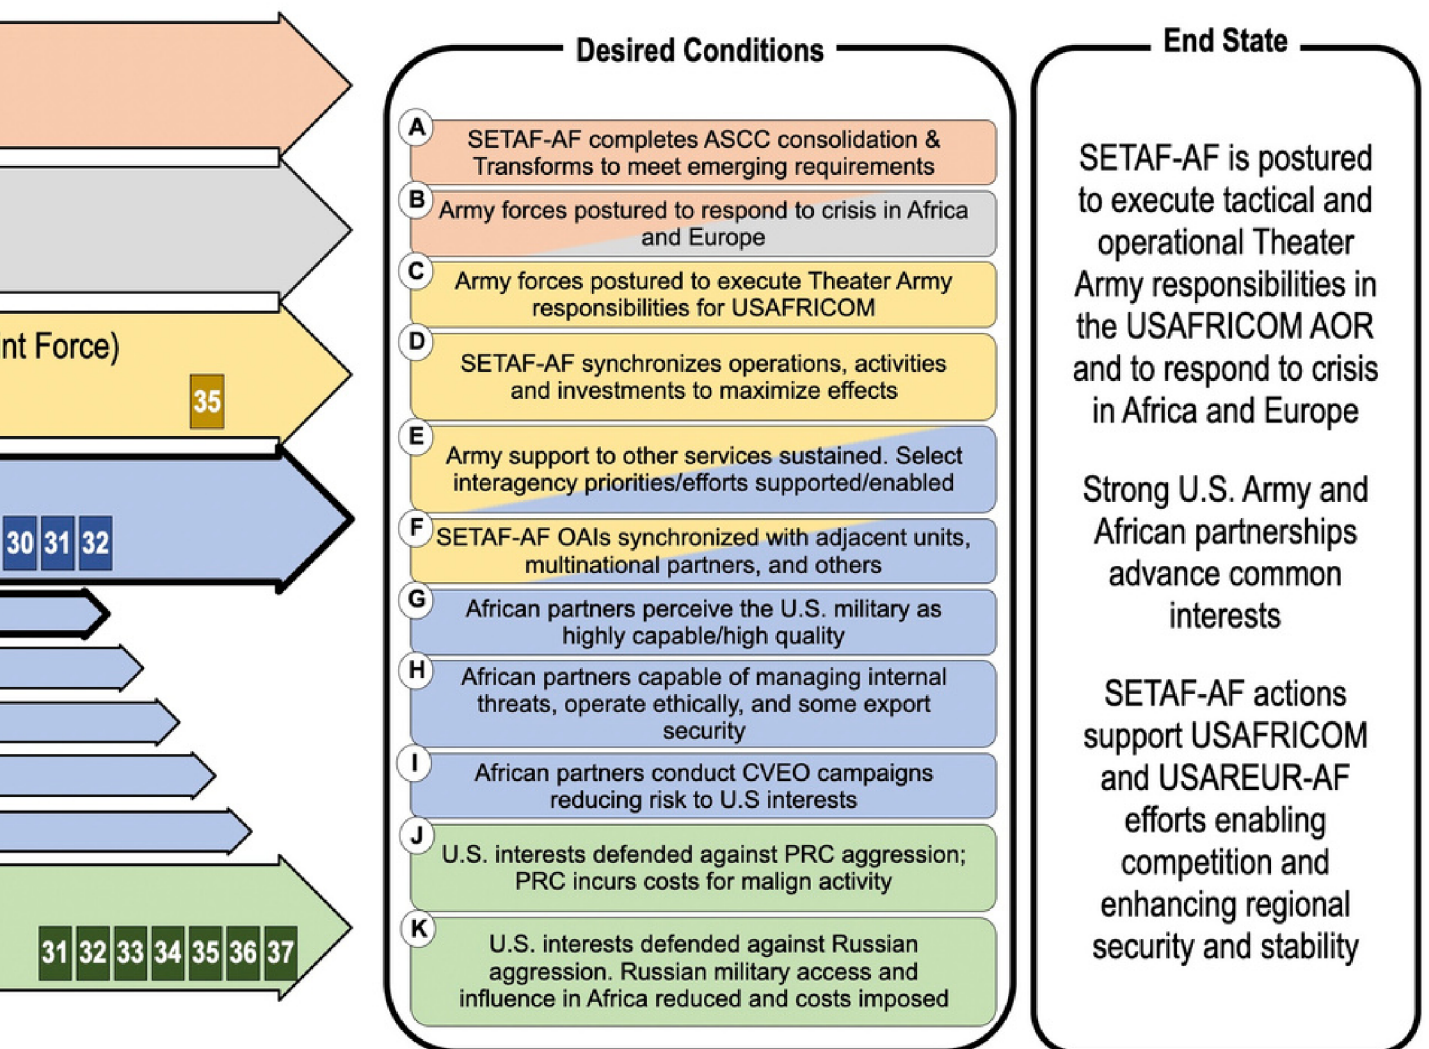 int Force)
35
30 31 32
31 32 33 34 35 36 37
Desired Conditions
A
SETAF-AF completes ASCC consolidation &
Transforms to meet emerging requirements
B
Army forces postured to respond to crisis in Africa
and Europe
C
Army forces postured to execute Theater Army
responsibilities for USAFRICOM
D
SETAF-AF synchronizes operations, activities
and investments to maximize effects
E
Army support to other services sustained. Select
interagency priorities/efforts supported/enabled
F
SETAF-AF OAIs synchronized with adjacent units,
multinational partners, and others
G
African partners perceive the U.S. military as
highly capable/high quality
H
African partners capable of managing internal
threats, operate ethically, and some export
security
I
African partners conduct CVEO campaigns
reducing risk to U.S interests
J
U.S. interests defended against PRC aggression;
PRC incurs costs for malign activity
K
U.S. interests defended against Russian
aggression. Russian military access and
influence in Africa reduced and costs imposed
End State
SETAF-AF is postured
to execute tactical and
operational Theater
Army responsibilities in
the USAFRICOM AOR
and to respond to crisis
in Africa and Europe
Strong U.S. Army and
African partnerships
advance common
interests
SETAF-AF actions
support USAFRICOM
and USAREUR-AF
efforts enabling
competition and
enhancing regional
security and stability